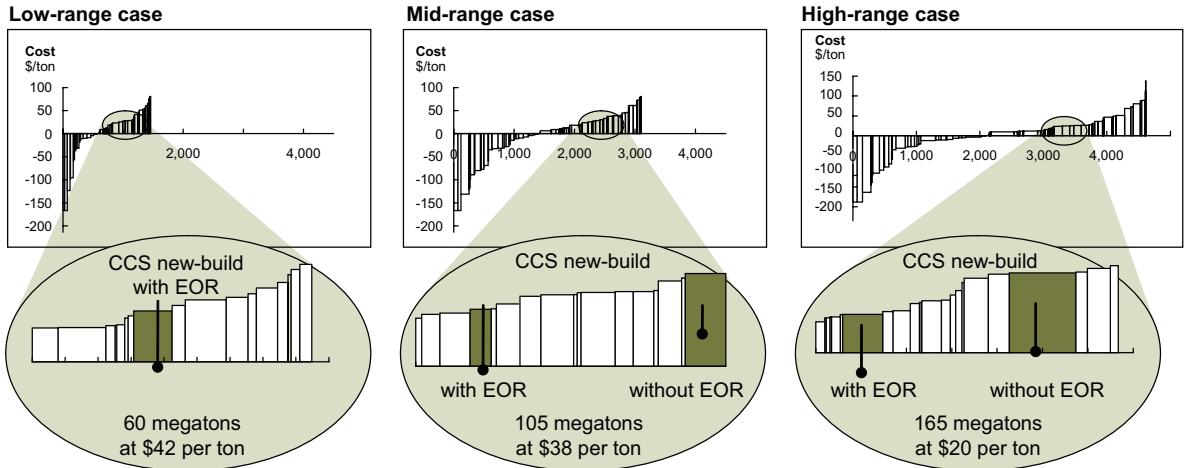 Low-range case
Cost
$/ton
100
50
0
-50
-100
-150
-200
2,000
4,000
CCS new-build
with EOR
60 megatons
at $42 per ton
Mid-range case
Cost
$/ton
100
50
0
-50
-100
-150
-200
0
1,000
2,000
3,000
4,000
CCS new-build
with EOR
without EOR
105 megatons
at $38 per ton
High-range case
Cost
$/ton
150
100
50
0
-50
-100
-150
-200
0
1,000
2,000
3,000
4,000
CCS new-build
with EOR
without EOR
165 megatons
at $20 per ton